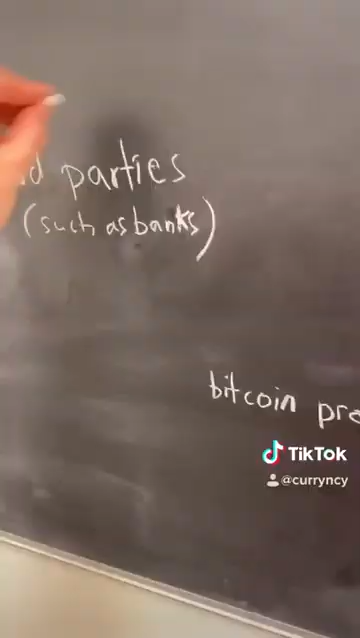 parties
(such as banks)
bitcoin
TikTok
@curryncy